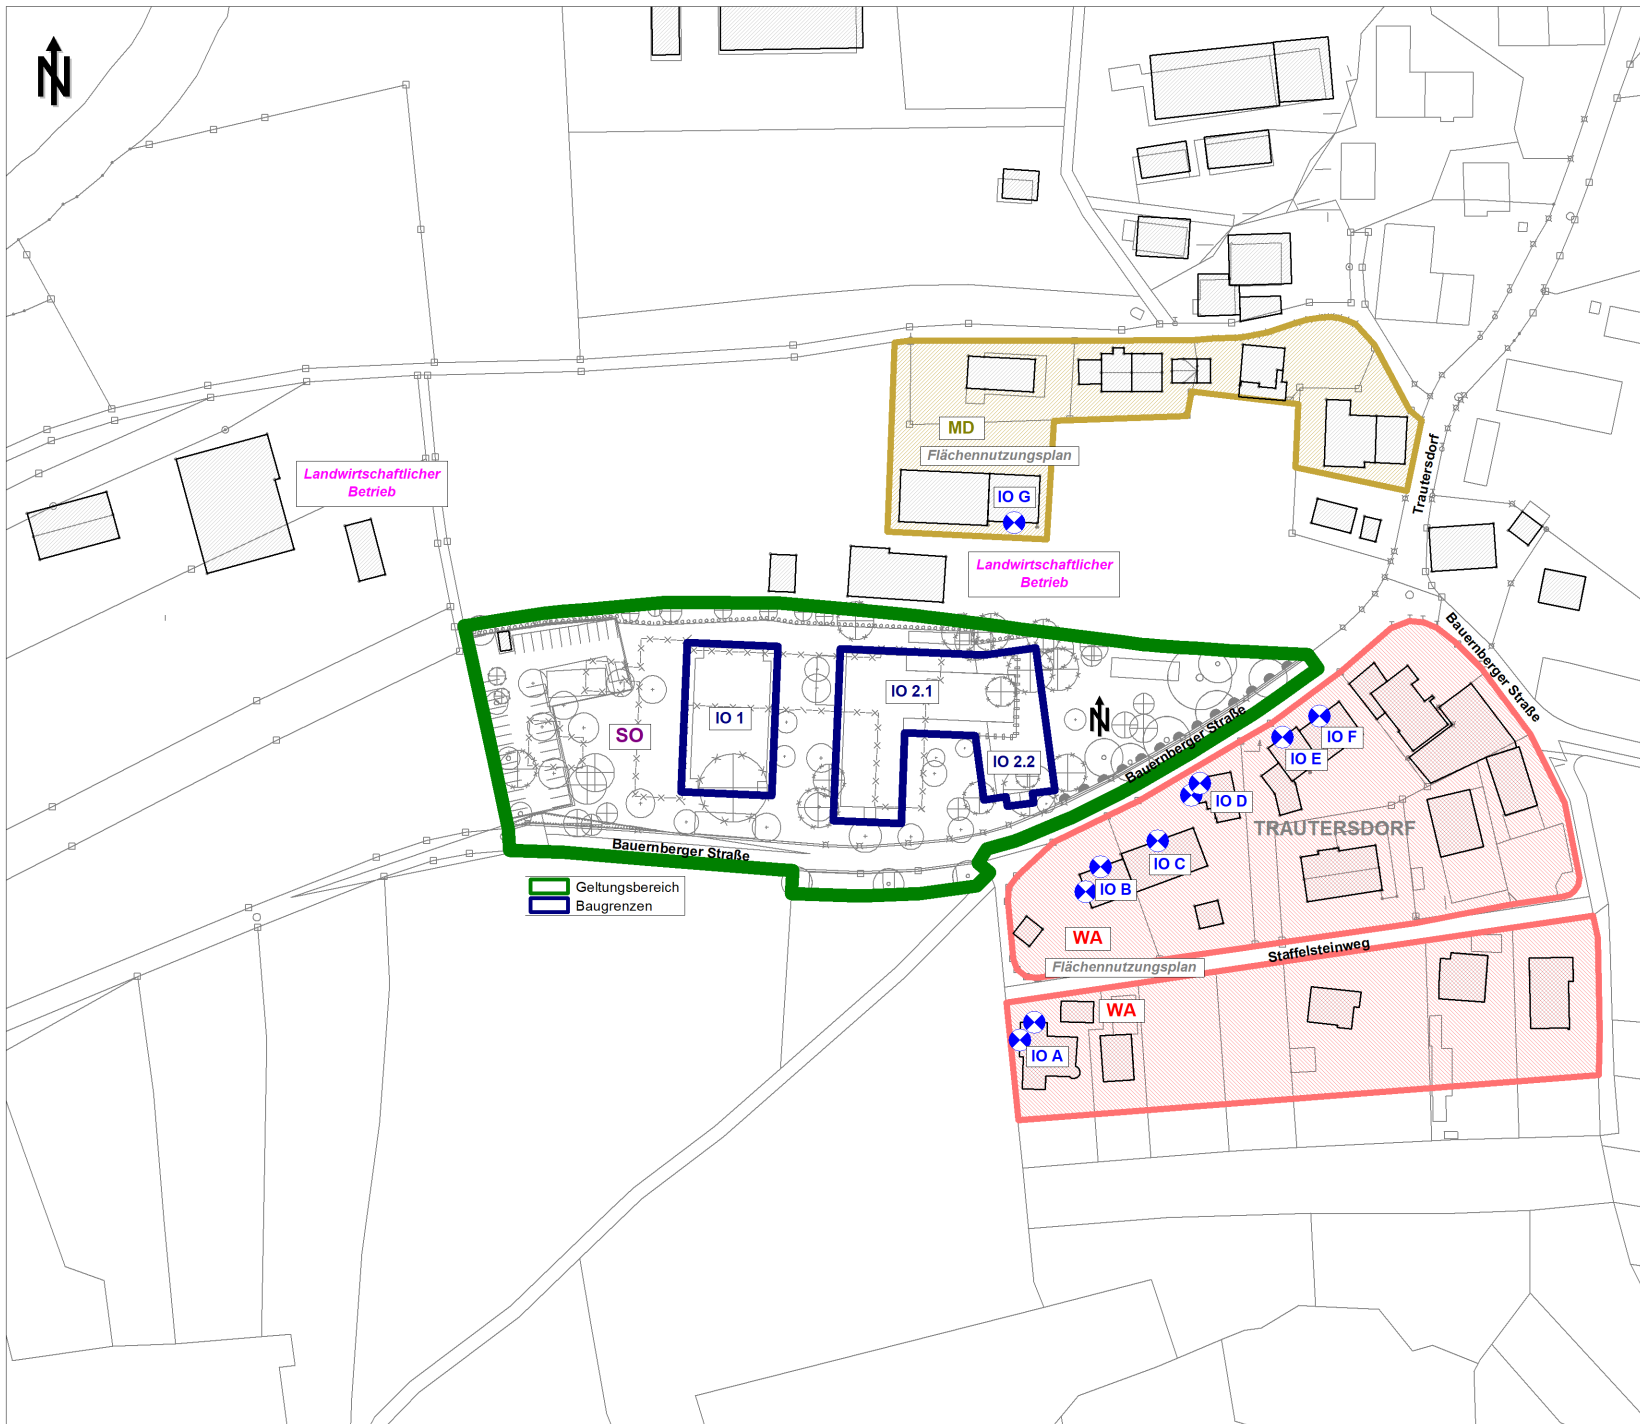 N
MD
Flächennutzungsplan
Trautersdorf
Landwirtschaftlicher
Betrieb
IO G
Landwirtschaftlicher
Betrieb
Bauernberger Straße
IO 2.1
IO 1
SO
N
Bauernberger Straße
IO F
IO E
IO 2.2
IO D
TRAUTERSDORF
Bauernberger Straße
IO C
IO B
Geltungsbereich
Baugrenzen
WA
Staffelsteinweg
Flächennutzungsplan
WA
IO A